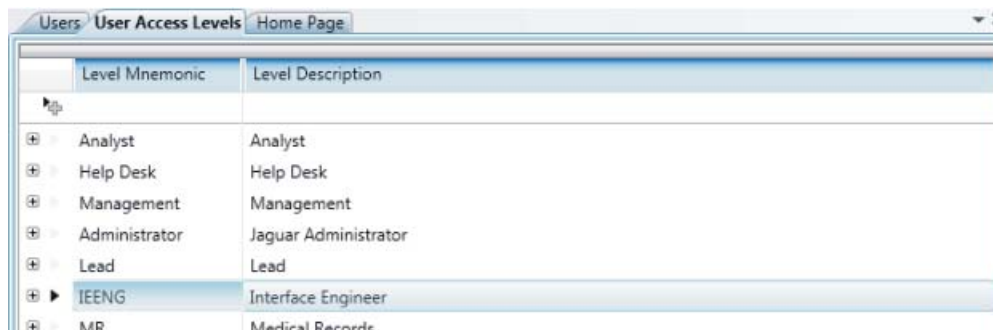 Users User Access Levels Home Page
Level Mnemonic Level Description
Analyst Analyst
Help Desk Help Desk
Management Management
Administrator Jaguar Administrator
Lead Lead
IEENG Interface Engineer
MR Medical Records